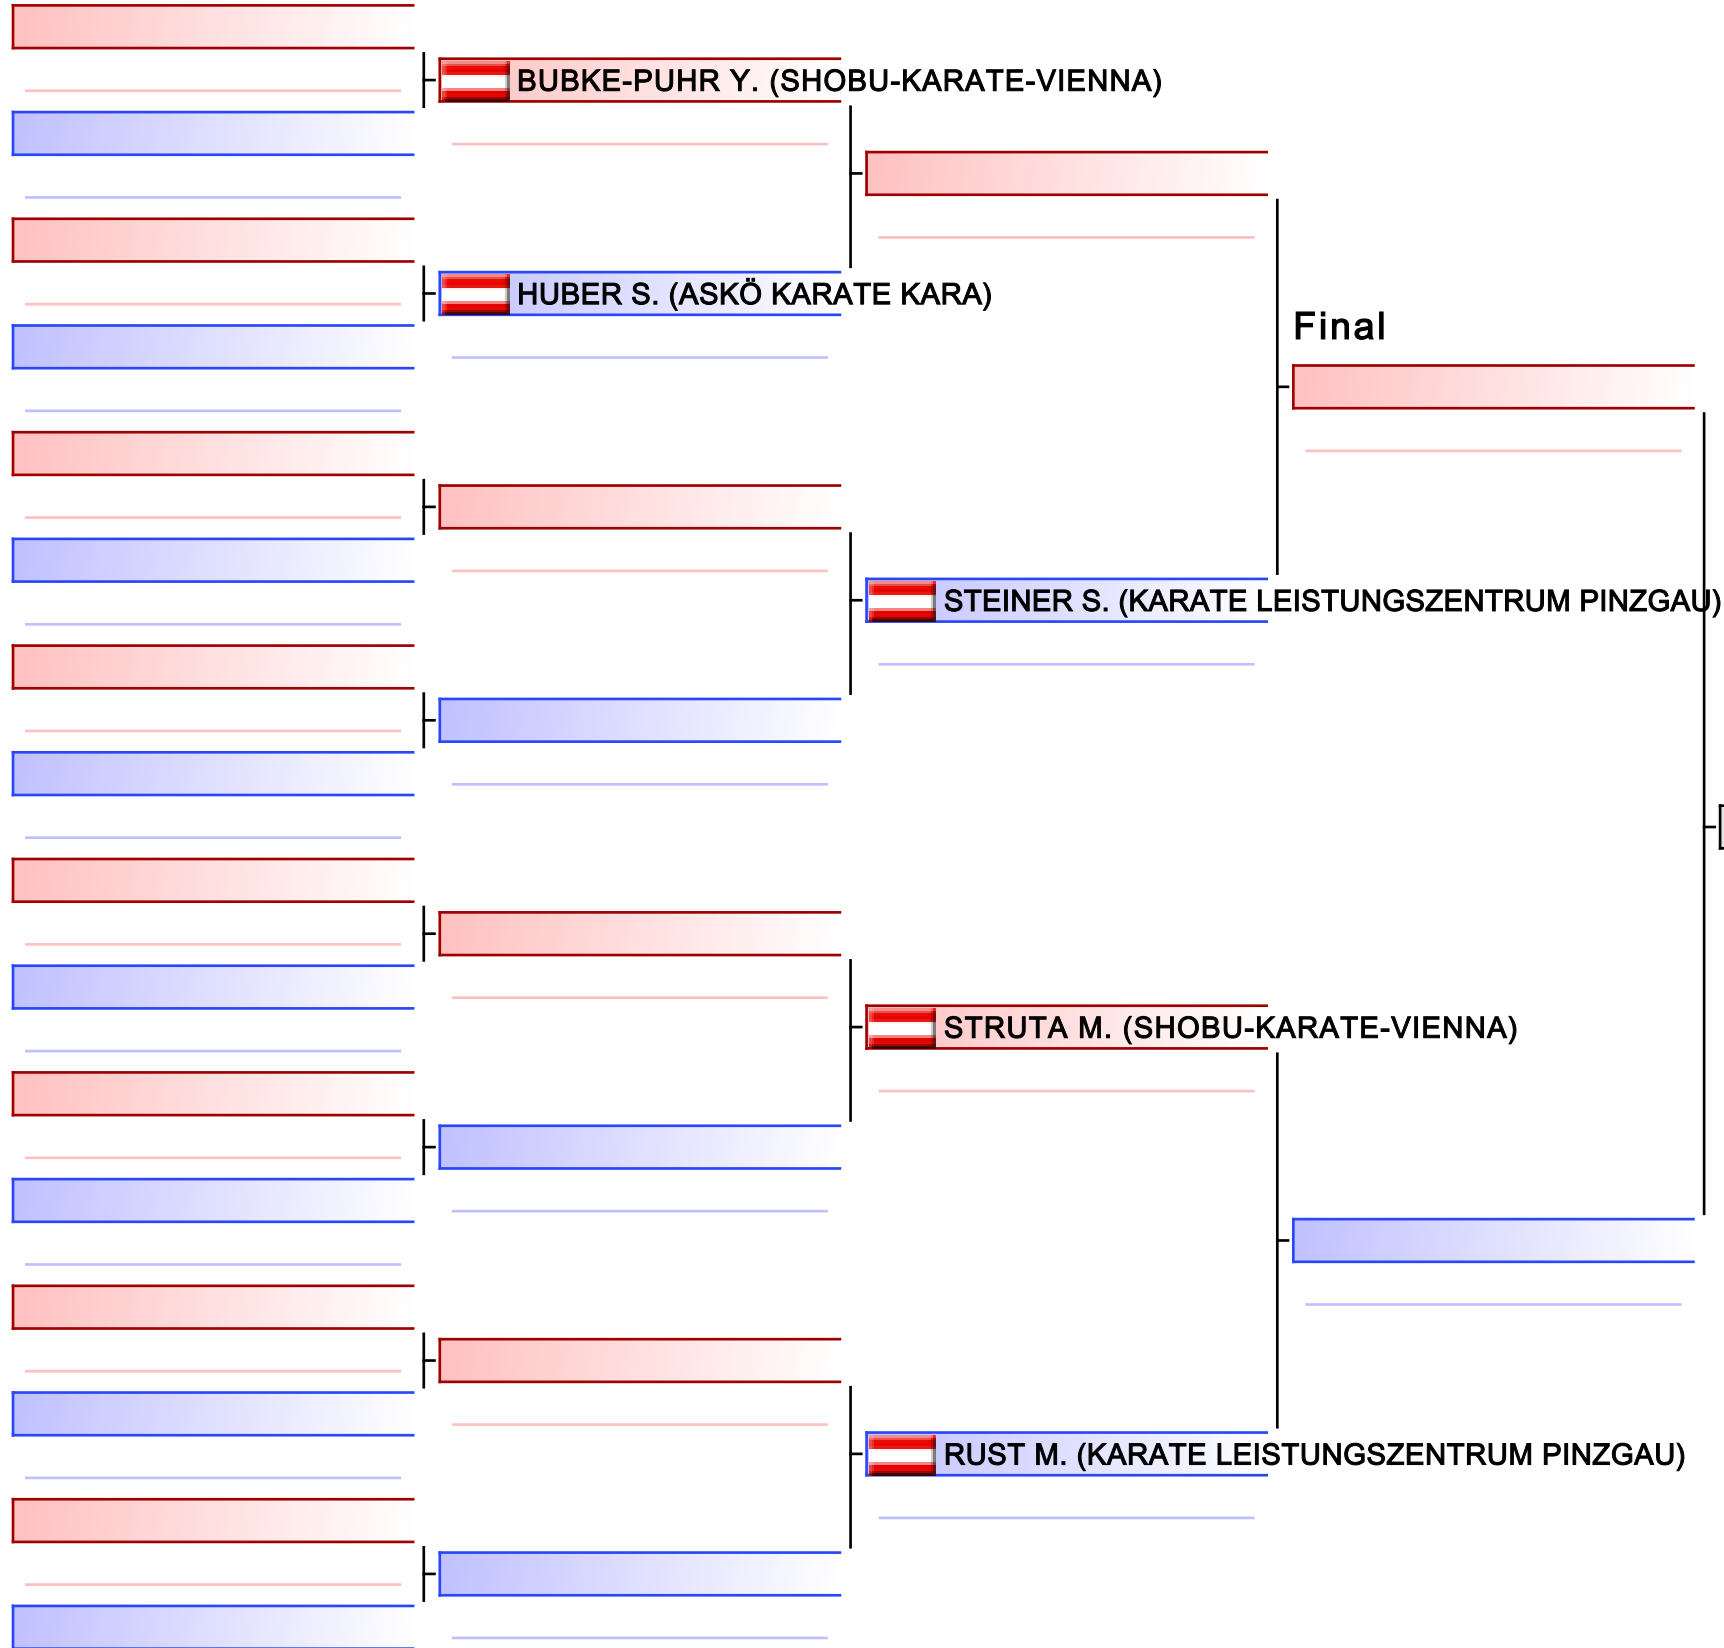 BUBKE-PUHR Y. (SHOBU-KARATE-VIENNA)
HUBER S. (ASKÖ KARATE KARA)
Final
STEINER S. (KARATE LEISTUNGSZENTRUM PINZGAU)
STRUTA M. (SHOBU-KARATE-VIENNA)
RUST M. (KARATE LEISTUNGSZENTRUM PINZGAU)